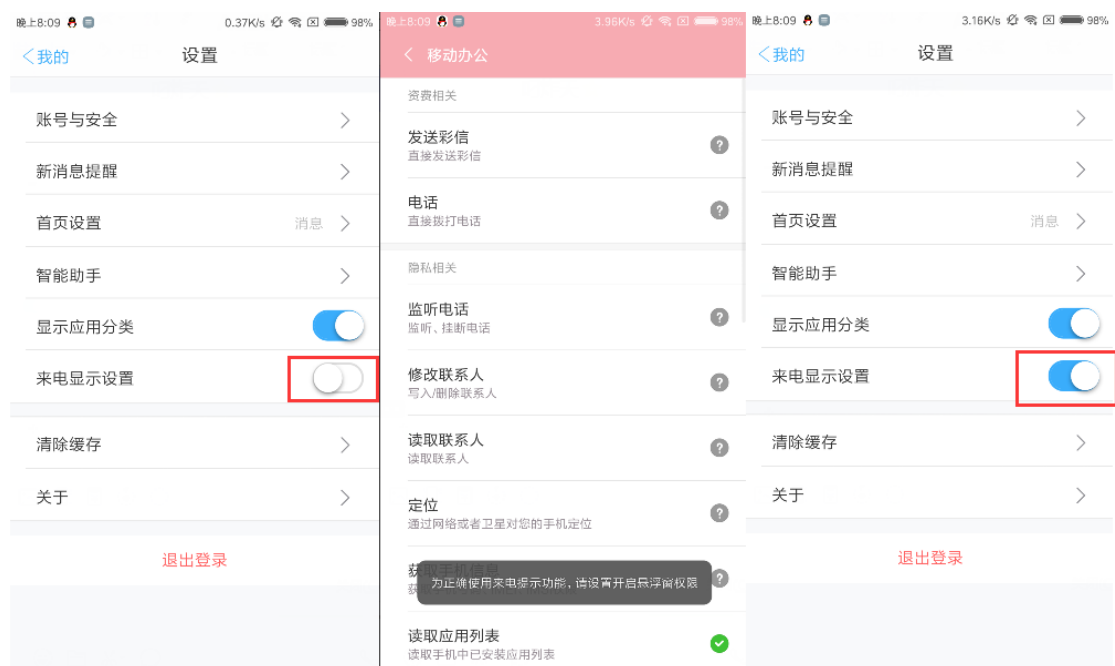 晚上8:09
0.37K/s
98%
我的
设置
账号与安全
新消息提醒
首页设置
消息
智能助手
显示应用分类
来电显示设置
清除缓存
关于
退出登录
晚上8:09
3.96K/s
98%
移动办公
资费相关
发送彩信
直接发送彩信
电话
直接拨打电话
隐私相关
监听电话
监听、挂断电话
修改联系人
写入/删除联系人
读取联系人
读取联系人
定位
通过网络或者卫星对您的手机定位
获取手机信息
为正确使用来电提示功能，请设置开启悬浮窗权限
读取应用列表
读取手机中已安装应用列表
晚上8:09
3.16K/s
98%
我的
设置
账号与安全
新消息提醒
首页设置
消息
智能助手
显示应用分类
来电显示设置
清除缓存
关于
退出登录